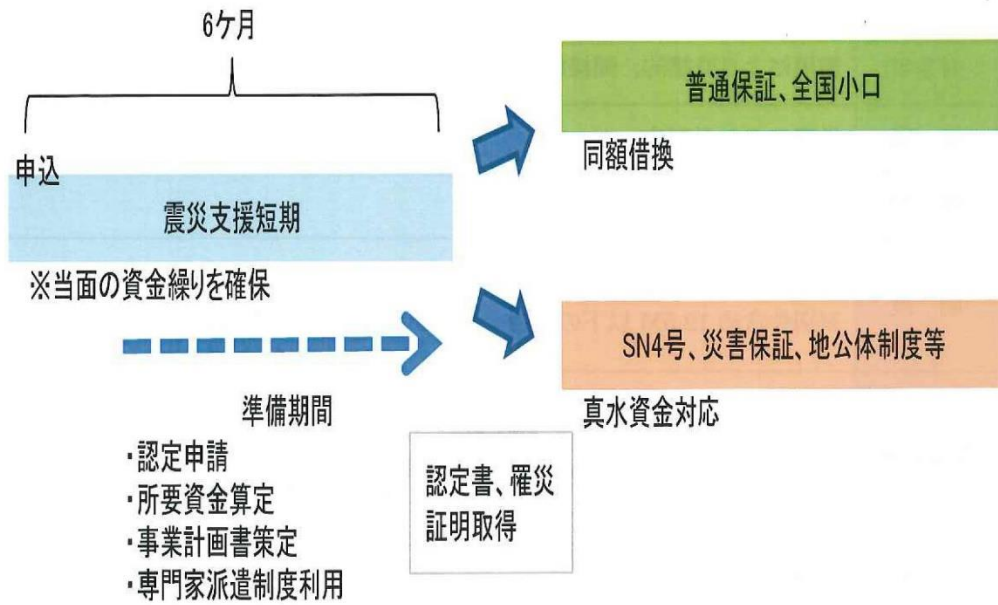 6ケ月
申込
震災支援短期
※当面の資金繰りを確保
準備期間
・認定申請
・所要資金算定
・事業計画書策定
・専門家派遣制度利用
認定書、罹災
証明取得
普通保証、全国小口
同額借換
SN4号、災害保証、地公体制度等
真水資金対応